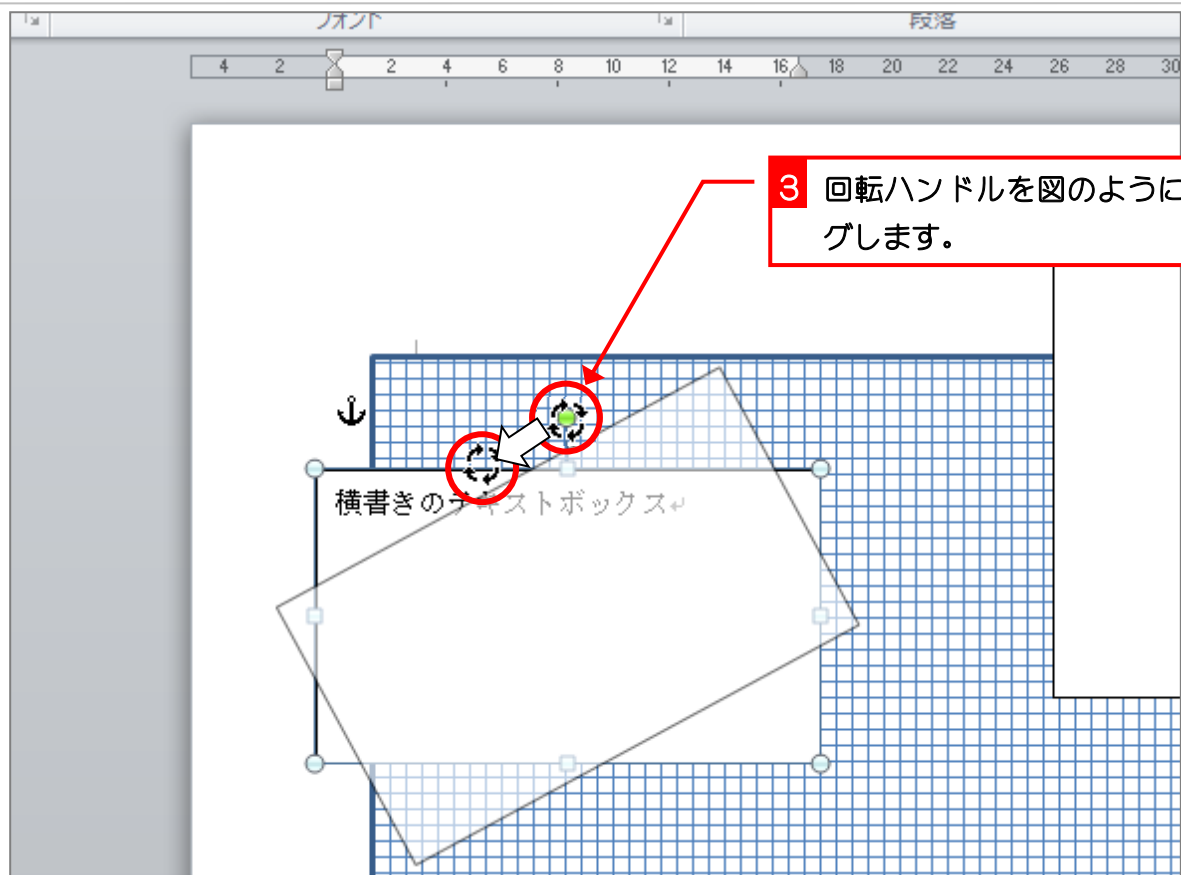 フォント 段落
4 2 2 4 6 8 10 12 14 16 18 20 22 24 26 28 30
3 回転ハンドルを図のように
グします。
横書きのテキストボックス↵